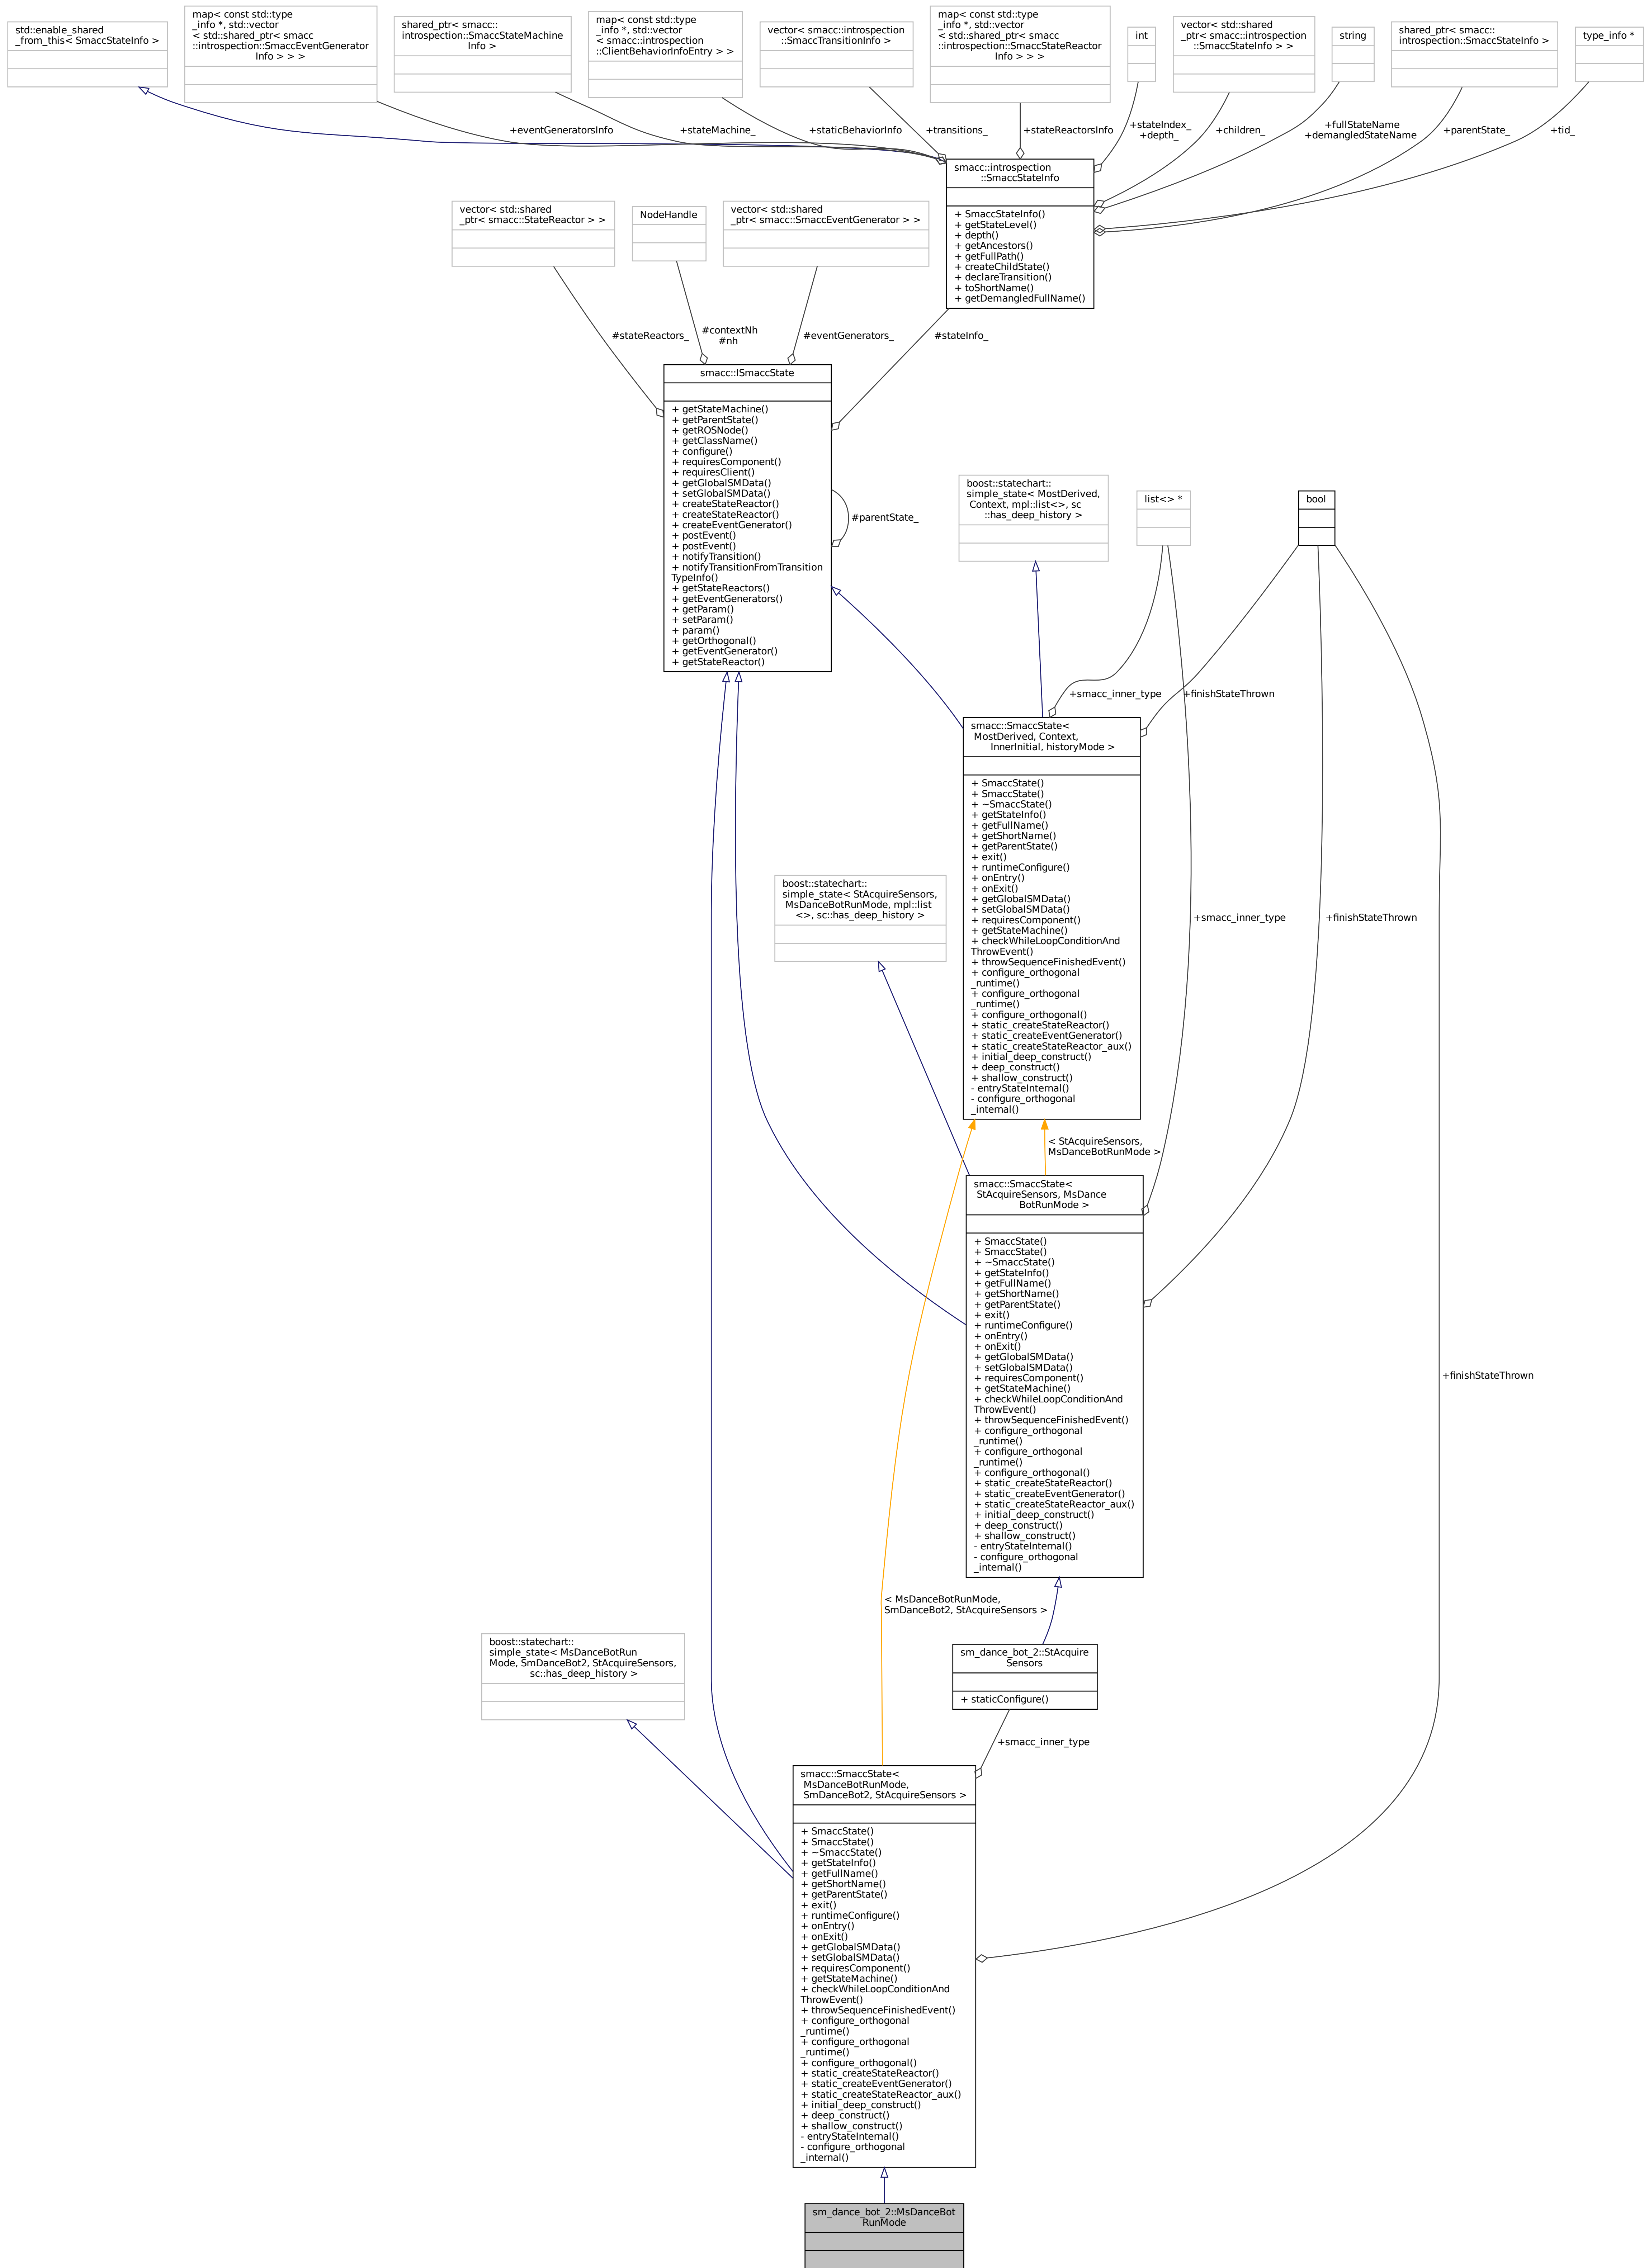 std::enable_shared
_from_this< SmaccStateInfo >
map< const std::type
_info *, std::vector
< std::shared_ptr< smacc
::introspection::SmaccEventGenerator
Info > > >
shared_ptr< smacc::
introspection::SmaccStateMachine
Info >
map< const std::type
_info *, std::vector
< smacc::introspection
::ClientBehaviorInfoEntry > >
vector< smacc::introspection
::SmaccTransitionInfo >
map< const std::type
_info *, std::vector
< std::shared_ptr< smacc
::introspection::SmaccStateReactor
Info > > >
int
vector< std::shared
_ptr< smacc::introspection
::SmaccStateInfo > >
string
shared_ptr< smacc::
introspection::SmaccStateInfo >
type_info *
+eventGeneratorsInfo
+stateMachine_
+staticBehaviorInfo
+transitions_
+stateReactorsInfo
+stateIndex_
+depth_
+children_
+fullStateName
+demangledStateName
+parentState_
+tid_
smacc::introspection
::SmaccStateInfo
+ SmaccStateInfo()
+ getStateLevel()
+ depth()
+ getAncestors()
+ getFullPath()
+ createChildState()
+ declareTransition()
+ toShortName()
+ getDemangledFullName()
vector< std::shared
_ptr< smacc::StateReactor > >
NodeHandle
vector< std::shared
_ptr< smacc::SmaccEventGenerator > >
#stateReactors_
#contextNh
#nh
#eventGenerators_
#stateInfo_
smacc::ISmaccState
+ getStateMachine()
+ getParentState()
+ getROSNode()
+ getClassName()
+ configure()
+ requiresComponent()
+ requiresClient()
+ getGlobalSMData()
+ setGlobalSMData()
+ createStateReactor()
+ createStateReactor()
+ createEventGenerator()
+ postEvent()
+ postEvent()
+ notifyTransition()
+ notifyTransitionFromTransition
TypeInfo()
+ getStateReactors()
+ getEventGenerators()
+ getParam()
+ setParam()
+ param()
+ getOrthogonal()
+ getEventGenerator()
+ getStateReactor()
#parentState_
boost::statechart::
simple_state< MostDerived,
Context, mpl::list<>, sc
::has_deep_history >
list<> *
bool
+smacc_inner_type
+finishStateThrown
smacc::SmaccState<
MostDerived, Context,
InnerInitial, historyMode >
+ SmaccState()
+ SmaccState()
+ ~SmaccState()
+ getStateInfo()
+ getFullName()
+ getShortName()
+ getParentState()
+ exit()
+ runtimeConfigure()
+ onEntry()
+ onExit()
+ getGlobalSMData()
+ setGlobalSMData()
+ requiresComponent()
+ getStateMachine()
+ checkWhileLoopConditionAnd
ThrowEvent()
+ throwSequenceFinishedEvent()
+ configure_orthogonal
_runtime()
+ configure_orthogonal
_runtime()
+ configure_orthogonal()
+ static_createStateReactor()
+ static_createEventGenerator()
+ static_createStateReactor_aux()
+ initial_deep_construct()
+ deep_construct()
+ shallow_construct()
- entryStateInternal()
- configure_orthogonal
_internal()
boost::statechart::
simple_state< StAcquireSensors,
MsDanceBotRunMode, mpl::list
<>, sc::has_deep_history >
+smacc_inner_type
+finishStateThrown
< StAcquireSensors,
MsDanceBotRunMode >
smacc::SmaccState<
StAcquireSensors, MsDance
BotRunMode >
+ SmaccState()
+ SmaccState()
+ ~SmaccState()
+ getStateInfo()
+ getFullName()
+ getShortName()
+ getParentState()
+ exit()
+ runtimeConfigure()
+ onEntry()
+ onExit()
+ getGlobalSMData()
+ setGlobalSMData()
+ requiresComponent()
+ getStateMachine()
+ checkWhileLoopConditionAnd
ThrowEvent()
+ throwSequenceFinishedEvent()
+ configure_orthogonal
_runtime()
+ configure_orthogonal
_runtime()
+ configure_orthogonal()
+ static_createStateReactor()
+ static_createEventGenerator()
+ static_createStateReactor_aux()
+ initial_deep_construct()
+ deep_construct()
+ shallow_construct()
- entryStateInternal()
- configure_orthogonal
_internal()
+finishStateThrown
< MsDanceBotRunMode,
SmDanceBot2, StAcquireSensors >
boost::statechart::
simple_state< MsDanceBotRun
Mode, SmDanceBot2, StAcquireSensors,
sc::has_deep_history >
sm_dance_bot_2::StAcquire
Sensors
+ staticConfigure()
+smacc_inner_type
smacc::SmaccState<
MsDanceBotRunMode,
SmDanceBot2, StAcquireSensors >
+ SmaccState()
+ SmaccState()
+ ~SmaccState()
+ getStateInfo()
+ getFullName()
+ getShortName()
+ getParentState()
+ exit()
+ runtimeConfigure()
+ onEntry()
+ onExit()
+ getGlobalSMData()
+ setGlobalSMData()
+ requiresComponent()
+ getStateMachine()
+ checkWhileLoopConditionAnd
ThrowEvent()
+ throwSequenceFinishedEvent()
+ configure_orthogonal
_runtime()
+ configure_orthogonal
_runtime()
+ configure_orthogonal()
+ static_createStateReactor()
+ static_createEventGenerator()
+ static_createStateReactor_aux()
+ initial_deep_construct()
+ deep_construct()
+ shallow_construct()
- entryStateInternal()
- configure_orthogonal
_internal()
sm_dance_bot_2::MsDanceBot
RunMode